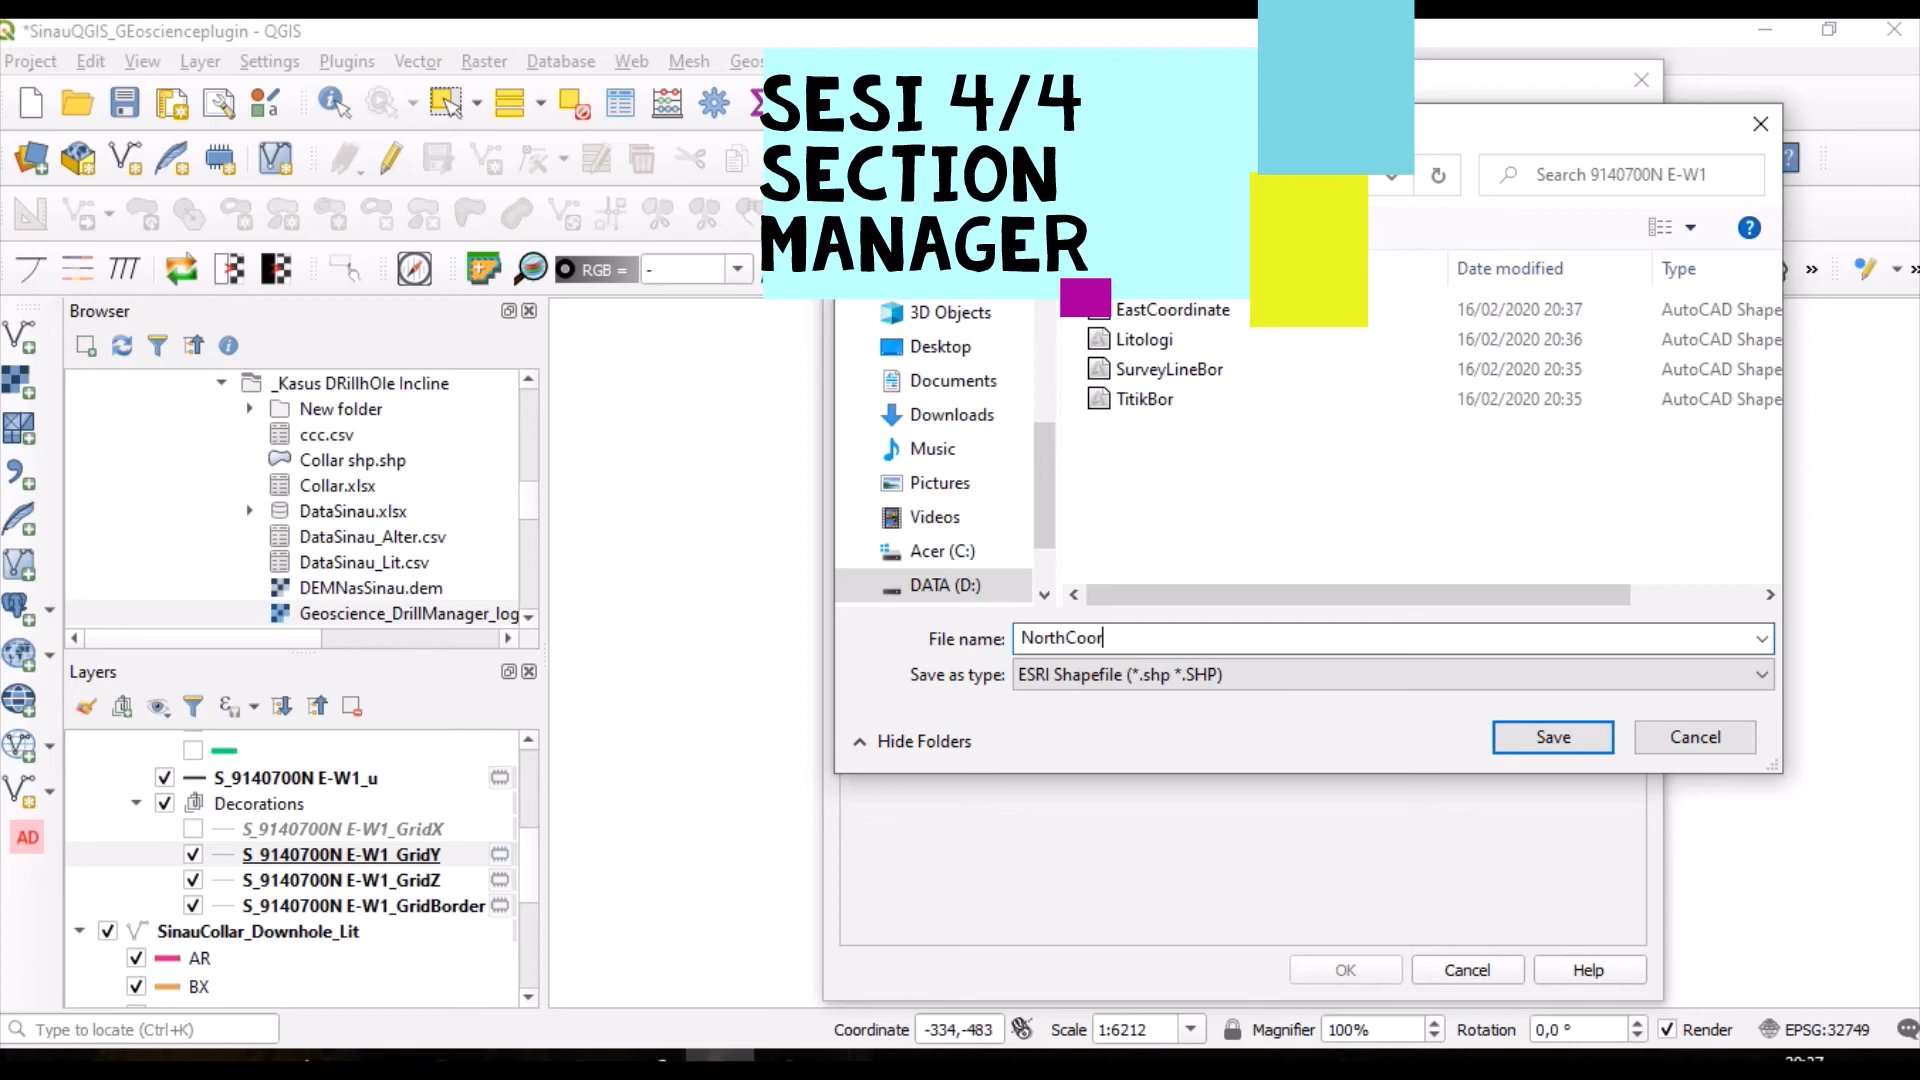 *SinauQGIS_GEoscienceplugin - QGIS
Project Edit View Layer Settings Plugins Vector Raster Database Web Mesh
SESI 4/4
SECTION
MANAGER
Search 9140700N E-W1
RGB =
-
Date modified Type
Browser
_Kasus DRillhOle Incline
New folder
ccc.csv
Collar shp.shp
Collar.xlsx
DataSinau.xlsx
DataSinau_Alter.csv
DataSinau_Lit.csv
DEMNasSinau.dem
Geoscience_DrillManager_log
3D Objects
Desktop
Documents
Downloads
Music
Pictures
Videos
Acer (C:)
DATA (D:)
EastCoordinate 16/02/2020 20:37 AutoCAD Shape
Litologi 16/02/2020 20:36 AutoCAD Shape
SurveyLineBor 16/02/2020 20:35 AutoCAD Shape
TitikBor 16/02/2020 20:35 AutoCAD Shape
File name: NorthCoor
Save as type: ESRI Shapefile (*.shp *.SHP)
Hide Folders
Save Cancel
Layers
S_9140700N E-W1_u
Decorations
S_9140700N E-W1_GridX
S_9140700N E-W1_GridY
S_9140700N E-W1_GridZ
S_9140700N E-W1_GridBorder
SinauCollar_Downhole_Lit
AR
BX
AD
OK Cancel Help
Type to locate (Ctrl+K)
Coordinate -334,-483 Scale 1:6212 Magnifier 100% Rotation 0,0 ° Render EPSG:32749